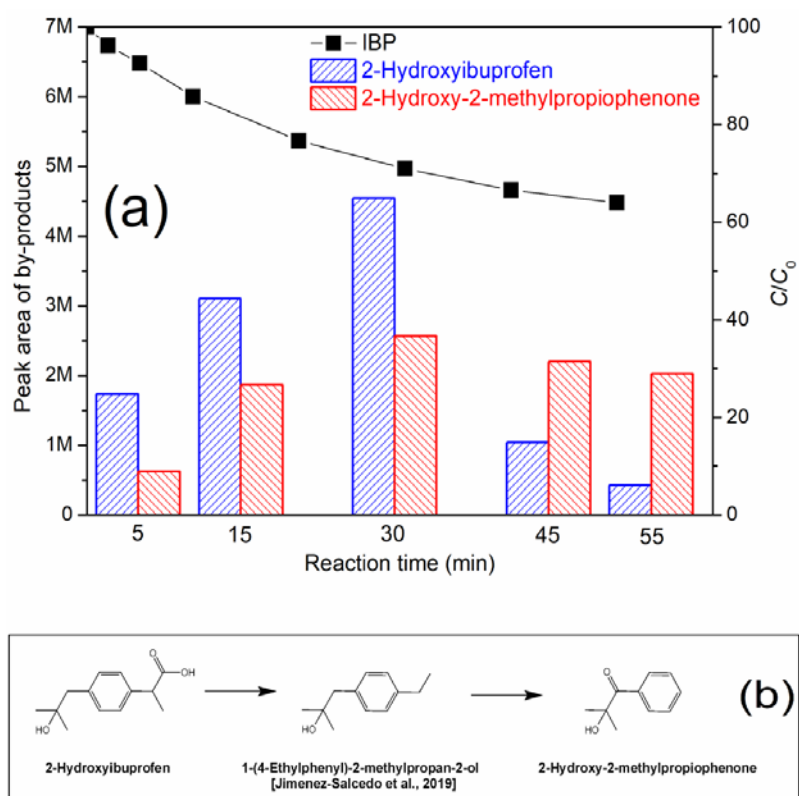 7M
6M
5M
4M
3M
2M
1M
0
Peak area of by-products
(a)
IBP
2-Hydroxyibuprofen
2-Hydroxy-2-methylpropiophenone
100
80
60
40
20
0
C/C0
5 15 30 45 55
Reaction time (min)
O
OH
HO
HO
O
HO
(b)
2-Hydroxyibuprofen
1-(4-Ethylphenyl)-2-methylpropan-2-ol
[Jimenez-Salcedo et al., 2019]
2-Hydroxy-2-methylpropiophenone